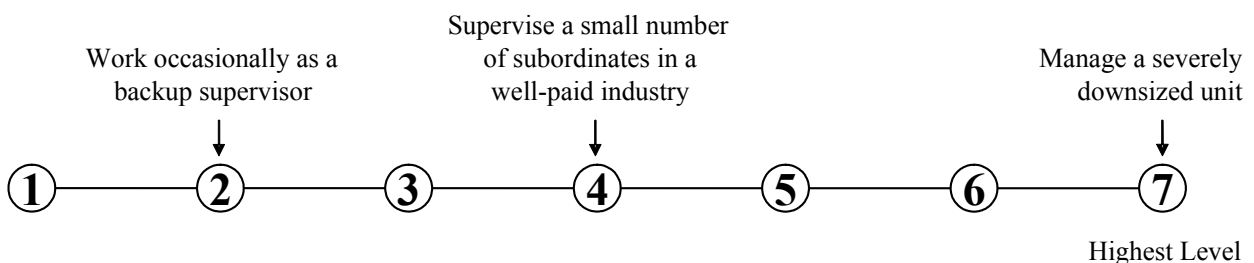 Work occasionally as a
backup supervisor
Supervise a small number
of subordinates in a
well-paid industry
Manage a severely
downsized unit
1 2 3 4 5 6 7
Highest Level